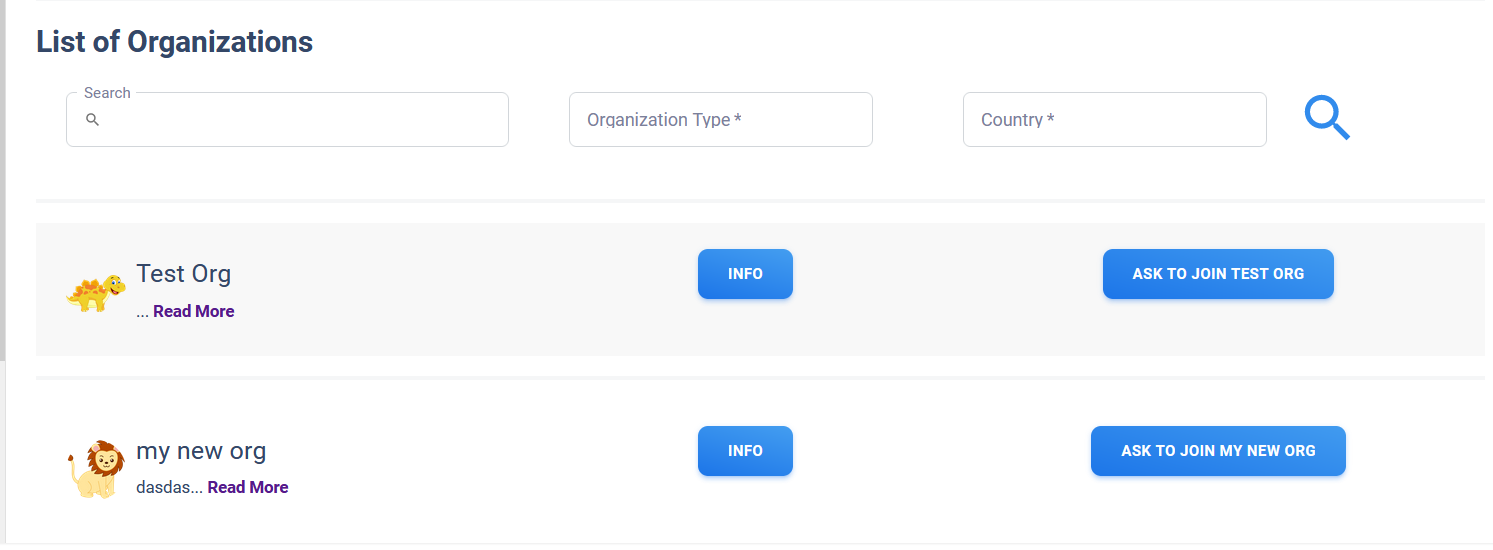 List of Organizations
Search
Organization Type *
Country *
Test Org
INFO
ASK TO JOIN TEST ORG
... Read More
my new org
INFO
ASK TO JOIN MY NEW ORG
dasdas... Read More